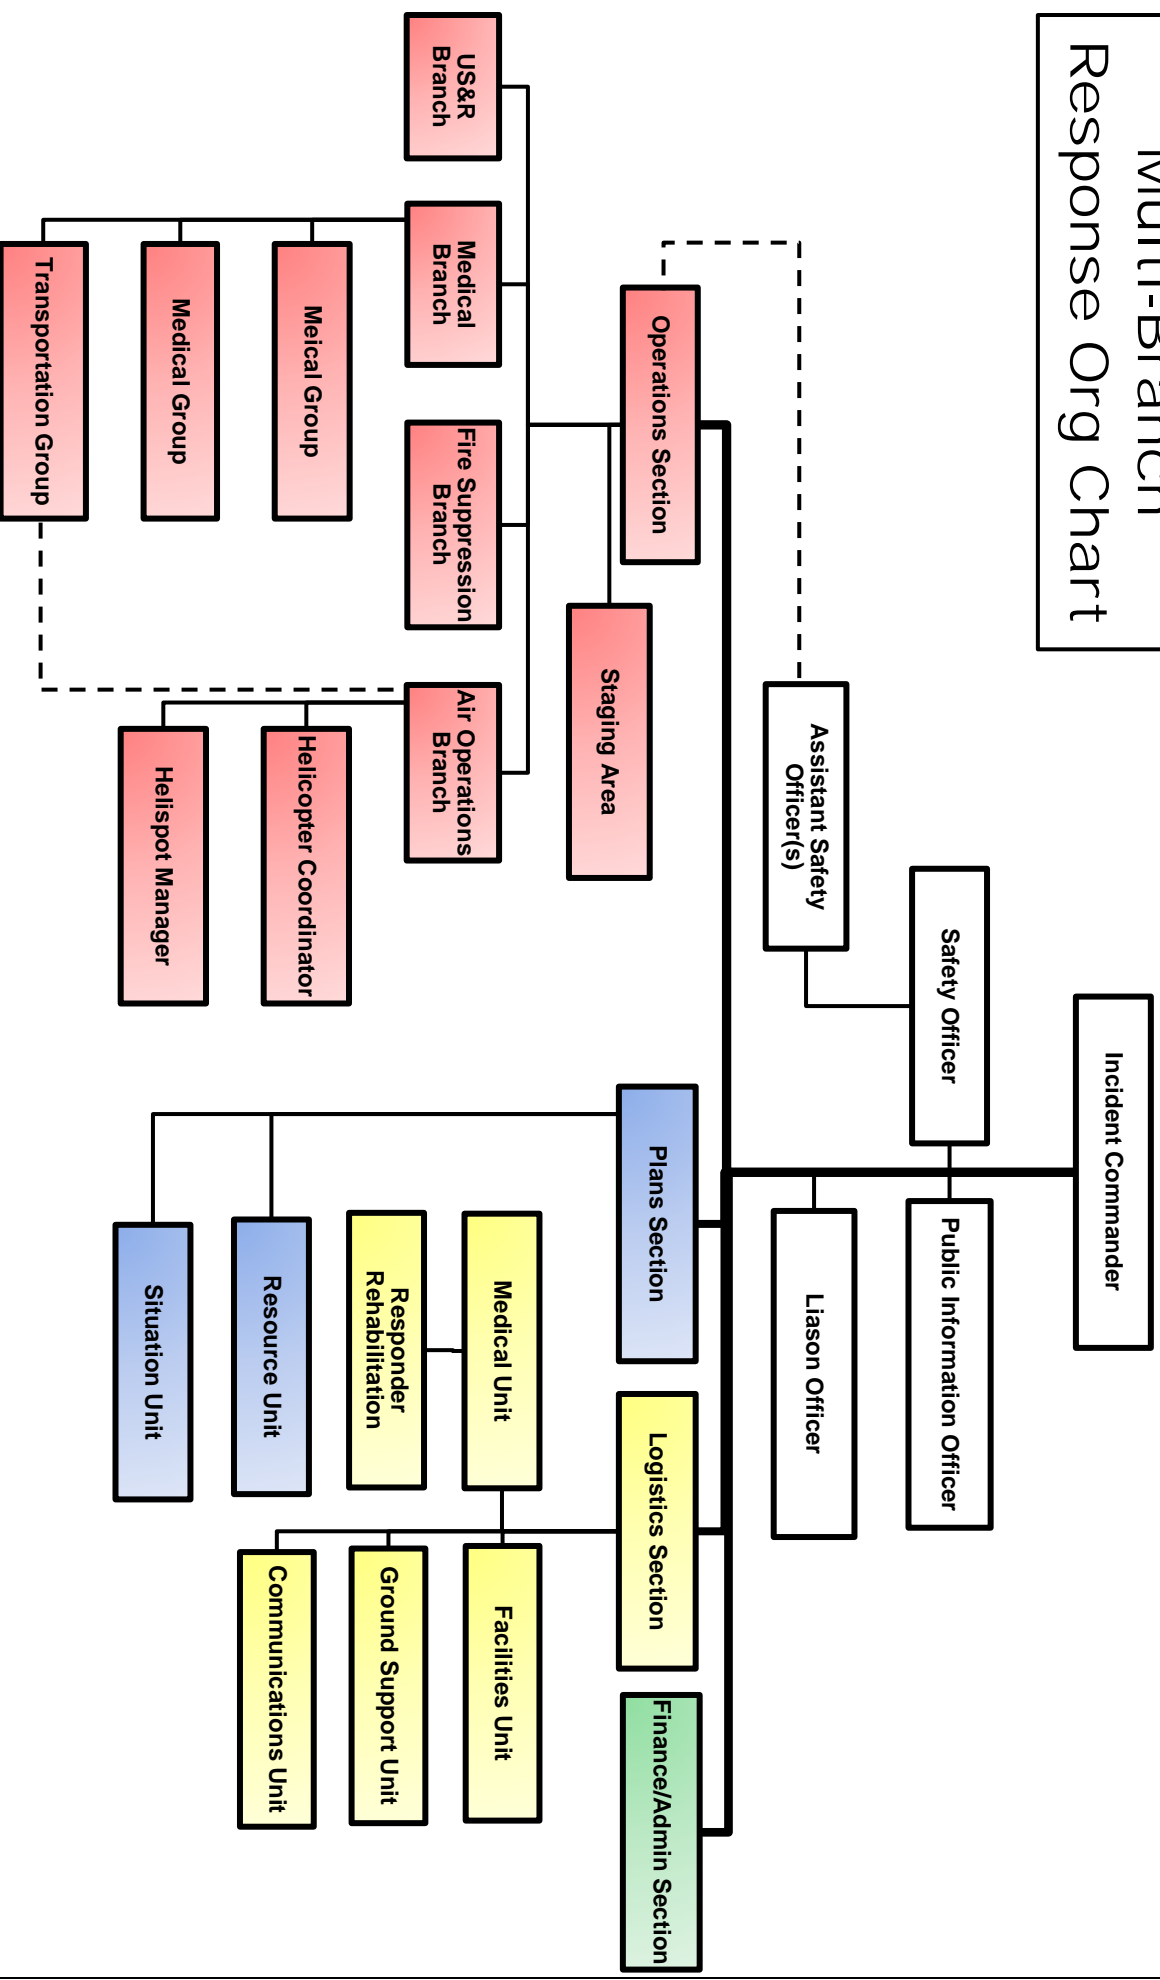 Multi-Branch
Response Org Chart
Incident Commander
Safety Officer
Public Information Officer
Assistant Safety
Officer(s)
Liason Officer
Operations Section
Plans Section
Logistics Section
Finance/Admin Section
Staging Area
US&R
Branch
Medical
Branch
Fire Suppression
Branch
Air Operations
Branch
Medical Unit
Facilities Unit
Meical Group
Helicopter Coordinator
Responder
Rehabilitation
Ground Support Unit
Medical Group
Helispot Manager
Resource Unit
Communications Unit
Transportation Group
Situation Unit